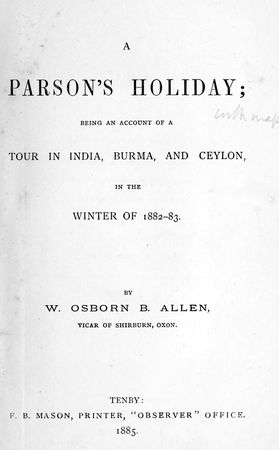 A
PARSON'S HOLIDAY;
BEING AN ACCOUNT OF A
TOUR IN INDIA, BURMA, AND CEYLON,
IN THE
WINTER OF 1882-83.
BY
W. OSBORN B. ALLEN,
VICAR OF SHIRBURN, OXON.
TENBY:
F. B. MASON, PRINTER, "OBSERVER" OFFICE.
1885.